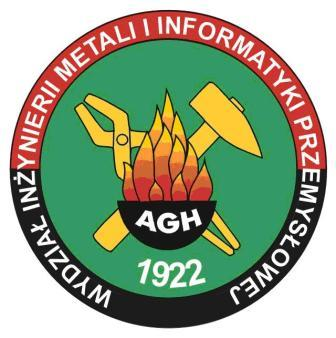 WYDZIAŁ INŻYNIERII METALI I INFORMATYKI PRZEMYSŁOWEJ
AGH
1922